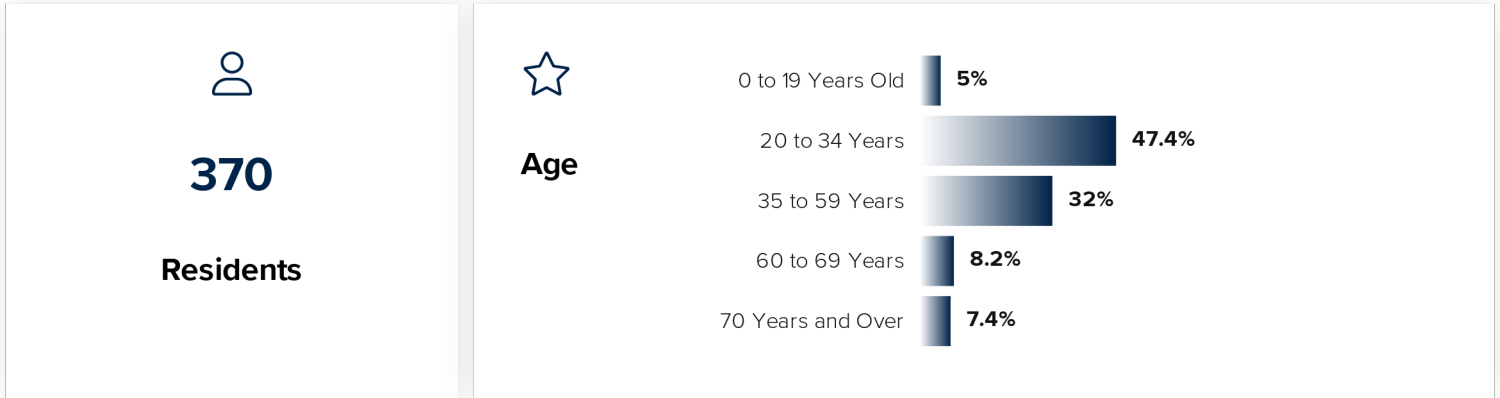 370
Residents
Age
0 to 19 Years Old 5%
20 to 34 Years 47.4%
35 to 59 Years 32%
60 to 69 Years 8.2%
70 Years and Over 7.4%